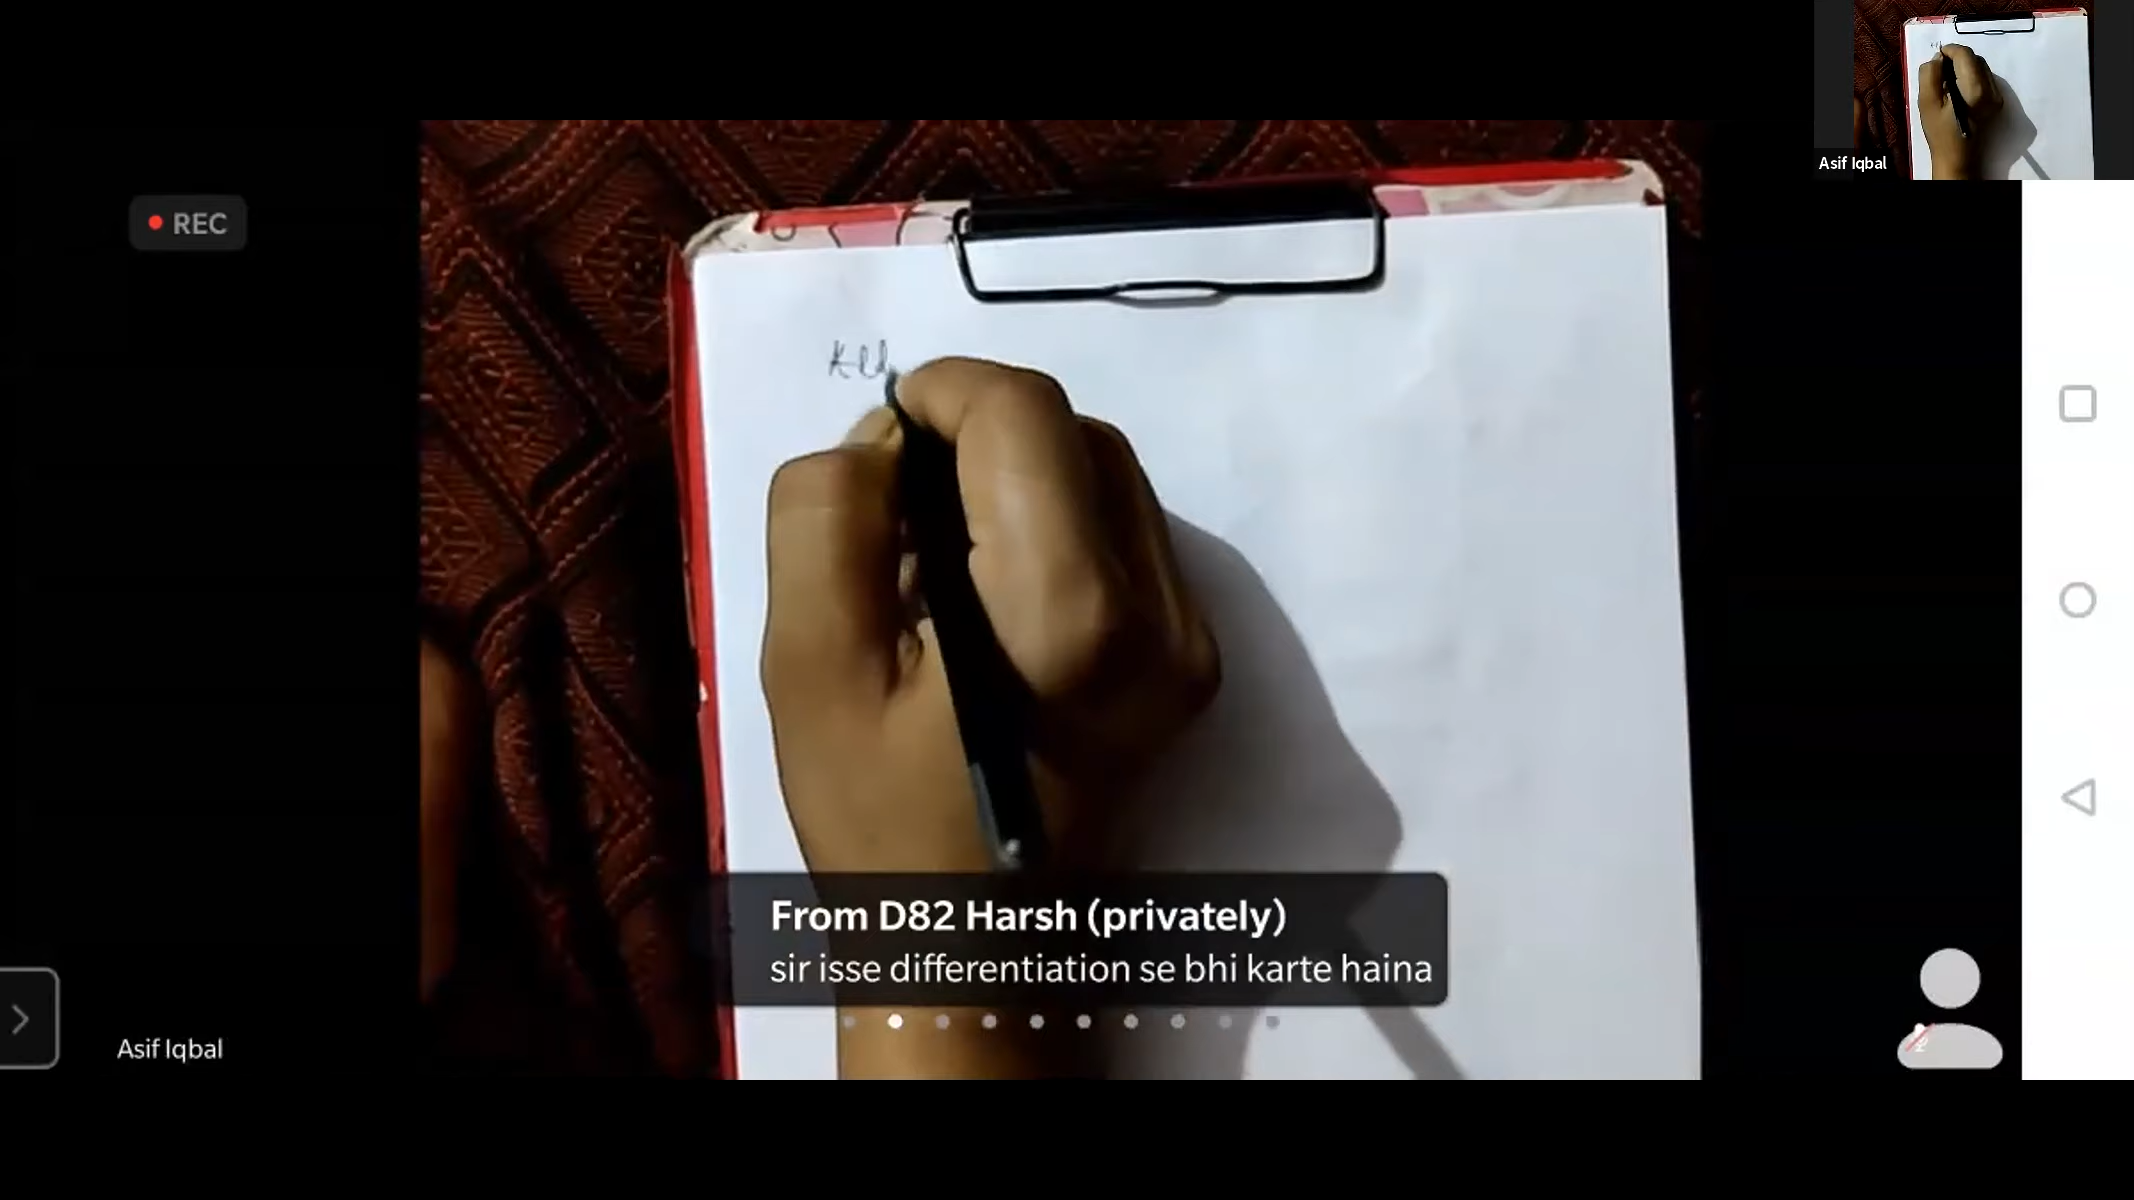 Asif Iqbal
REC
From D82 Harsh (privately)
sir isse differentiation se bhi karte haina
Asif Iqbal